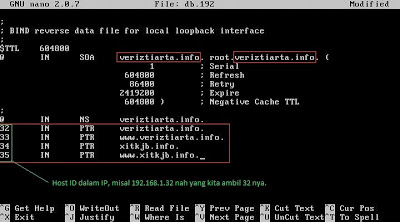 GNU nano 2.0.7 File: db.192 Modified
;
; BIND reverse data file for local loopback interface
;
$TTL 604800
@ IN SOA veriztiarta.info. root.veriztiarta.info. (
1 ; Serial
604800 ; Refresh
86400 ; Retry
2419200 ; Expire
604800 ) ; Negative Cache TTL
;
@ IN NS veriztiarta.info.
32 IN PTR veriztiarta.info.
33 IN PTR www.veriztiarta.info.
34 IN PTR xitkjb.info.
35 IN PTR www.xitkjb.info._
Host ID dalam IP, misal 192.168.1.32 nah yang kita ambil 32 nya.
^G Get Help ^O WriteOut ^R Read File ^Y Prev Page ^K Cut Text ^C Cur Pos
^X Exit ^J Justify ^W Where Is ^V Next Page ^U UnCut Text ^T To Spell